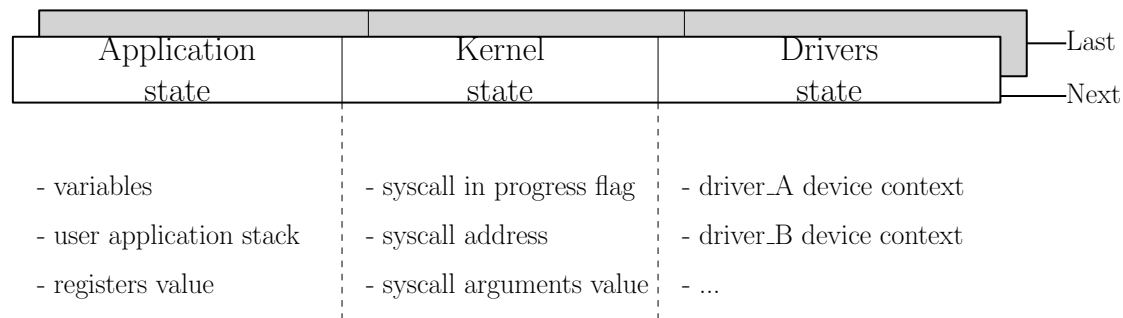 Application
state
Kernel
state
Drivers
state
Last
Next
- variables
- user application stack
- registers value
- syscall in progress flag
- syscall address
- syscall arguments value
- driver_A device context
- driver_B device context
- ...